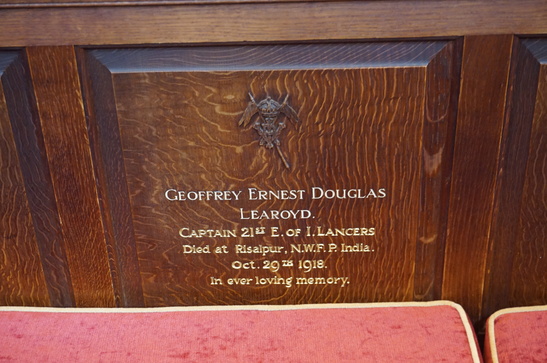 Geoffrey Ernest Douglas
Learoyd.
Captain 21st E. of I. Lancers
Died at Risalpur, N.W.F.P. India.
Oct. 29th 1918.
In ever loving memory.